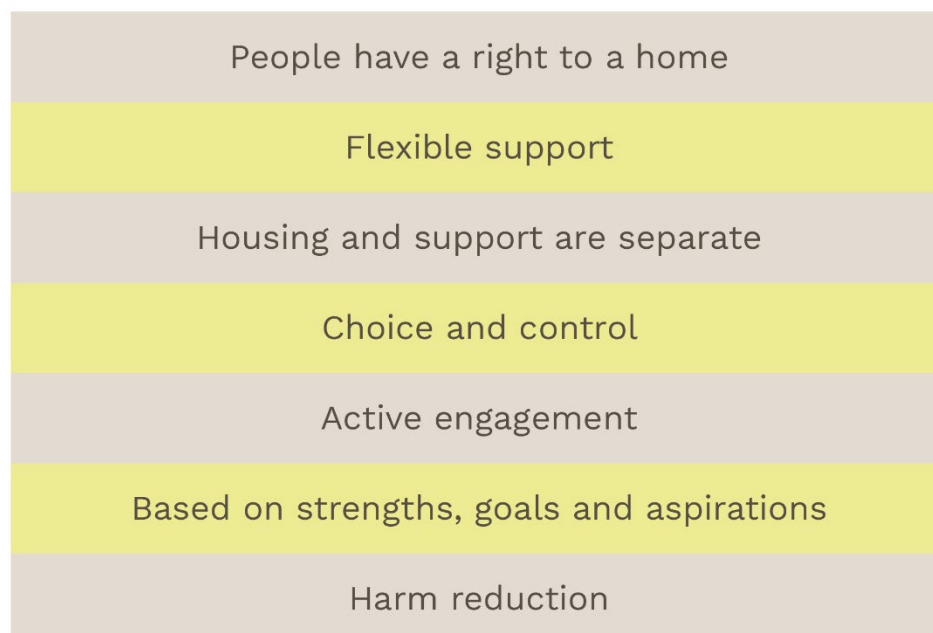 People have a right to a home
Flexible support
Housing and support are separate
Choice and control
Active engagement
Based on strengths, goals and aspirations
Harm reduction